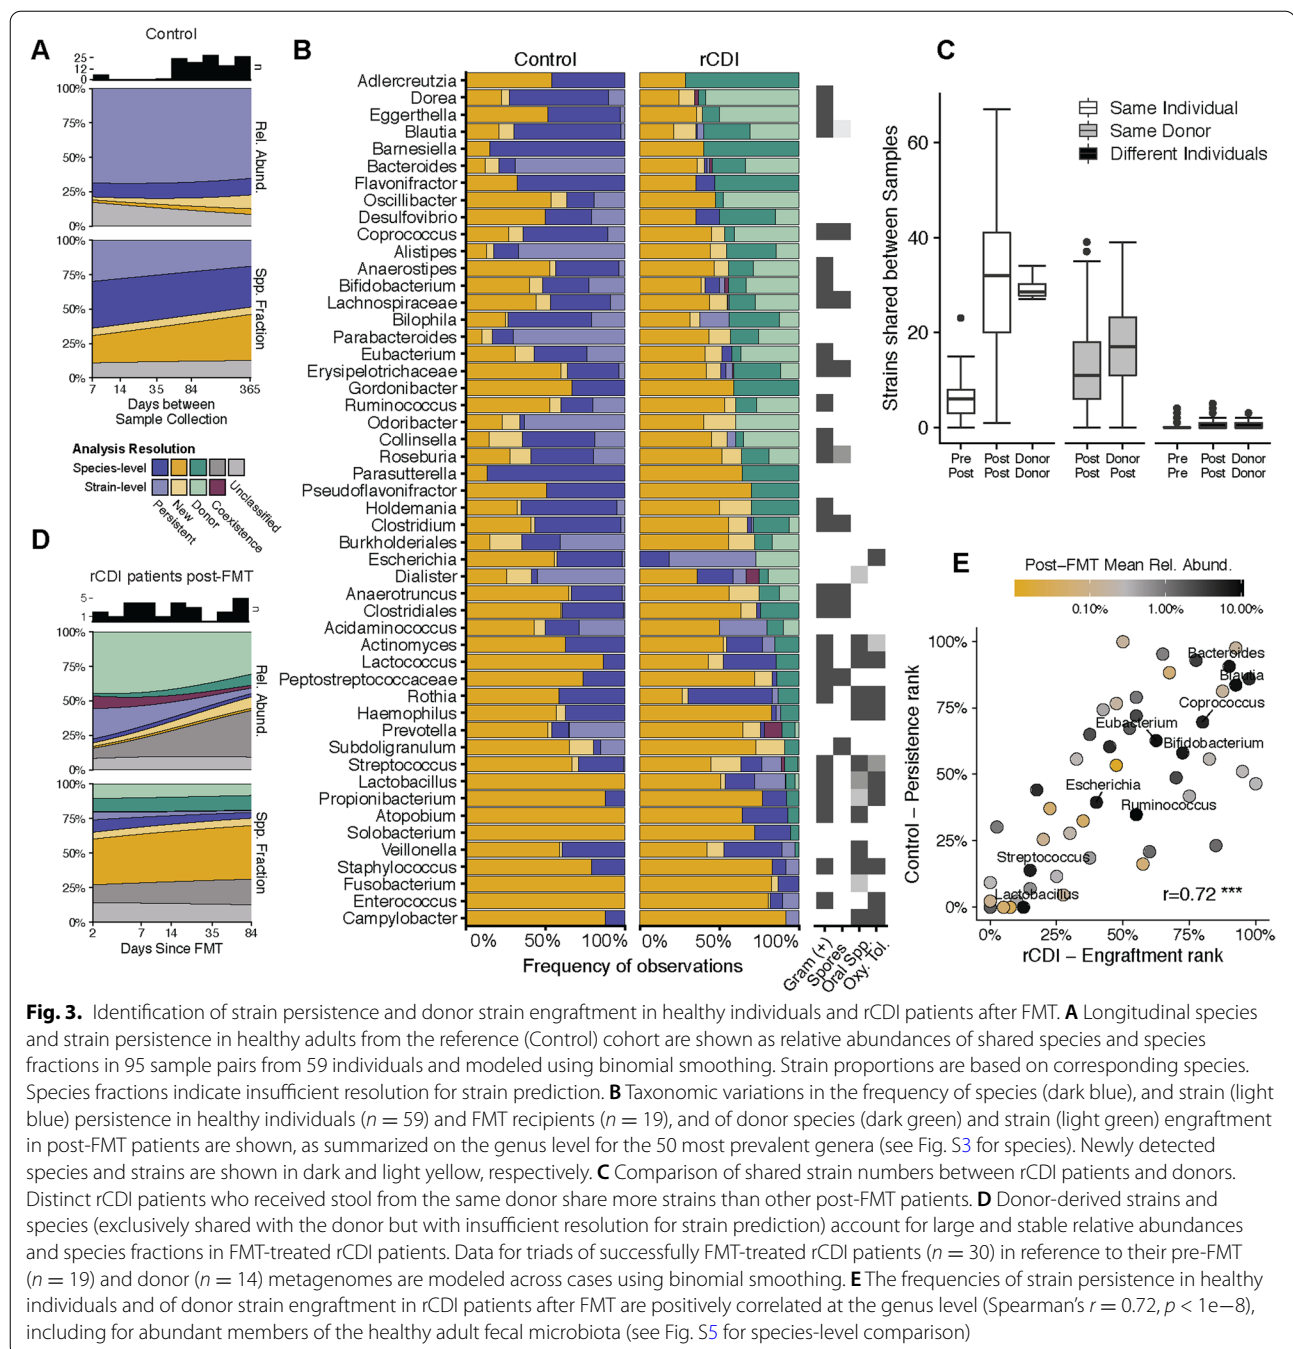 A
Control
25
12
0
n
100%
75%
50%
25%
0%
Rel. Abund.
100%
75%
50%
25%
0%
Spp. Fraction
7 14 35 84 365
Days between
Sample Collection
Analysis Resolution
Species-level
Strain-level
Persistent
New
Donor
Coexistence
Unclassified
B
Control rCDI
Adlercreutzia
Dorea
Eggerthella
Blautia
Barnesiella
Bacteroides
Flavonifractor
Oscillibacter
Desulfovibrio
Coprococcus
Alistipes
Anaerostipes
Bifidobacterium
Lachnospiraceae
Bilophila
Parabacteroides
Eubacterium
Erysipelotrichaceae
Gordonibacter
Ruminococcus
Odoribacter
Collinsella
Roseburia
Parasutterella
Pseudoflavonifractor
Holdemania
Clostridium
Burkholderiales
Escherichia
Dialister
Anaerotruncus
Clostridiales
Acidaminococcus
Actinomyces
Lactococcus
Peptostreptococcaceae
Rothia
Haemophilus
Prevotella
Subdoligranulum
Streptococcus
Lactobacillus
Propionibacterium
Atopobium
Solobacterium
Veillonella
Staphylococcus
Fusobacterium
Enterococcus
Campylobacter
0% 50% 100% 0% 50% 100%
Frequency of observations
Gram (+)
Spores
Oral Spp.
Oxy. Tol.
C
Strains shared between Samples
60
40
20
0
Same Individual
Same Donor
Different Individuals
Pre Post Donor Post Donor Pre Post Donor
Post Post Donor Post Post Pre Post Donor
D
rCDI patients post-FMT
5
1
n
100%
75%
50%
25%
0%
Rel. Abund.
100%
75%
50%
25%
0%
Spp. Fraction
2 7 14 35 84
Days Since FMT
E
Post–FMT Mean Rel. Abund.
0.10% 1.00% 10.00%
Control – Persistence rank
100%
75%
50%
25%
0%
Bacteroides
Blautia
Coprococcus
Eubacterium
Bifidobacterium
Escherichia
Ruminococcus
Streptococcus
Lactobacillus
r=0.72 ***
0% 25% 50% 75% 100%
rCDI – Engraftment rank
Fig. 3. Identification of strain persistence and donor strain engraftment in healthy individuals and rCDI patients after FMT. A Longitudinal species
and strain persistence in healthy adults from the reference (Control) cohort are shown as relative abundances of shared species and species
fractions in 95 sample pairs from 59 individuals and modeled using binomial smoothing. Strain proportions are based on corresponding species.
Species fractions indicate insufficient resolution for strain prediction. B Taxonomic variations in the frequency of species (dark blue), and strain (light
blue) persistence in healthy individuals (n = 59) and FMT recipients (n = 19), and of donor species (dark green) and strain (light green) engraftment
in post-FMT patients are shown, as summarized on the genus level for the 50 most prevalent genera (see Fig. S3 for species). Newly detected
species and strains are shown in dark and light yellow, respectively. C Comparison of shared strain numbers between rCDI patients and donors.
Distinct rCDI patients who received stool from the same donor share more strains than other post-FMT patients. D Donor-derived strains and
species (exclusively shared with the donor but with insufficient resolution for strain prediction) account for large and stable relative abundances
and species fractions in FMT-treated rCDI patients. Data for triads of successfully FMT-treated rCDI patients (n = 30) in reference to their pre-FMT
(n = 19) and donor (n = 14) metagenomes are modeled across cases using binomial smoothing. E The frequencies of strain persistence in healthy
individuals and of donor strain engraftment in rCDI patients after FMT are positively correlated at the genus level (Spearman's r = 0.72, p < 1e−8),
including for abundant members of the healthy adult fecal microbiota (see Fig. S5 for species-level comparison)